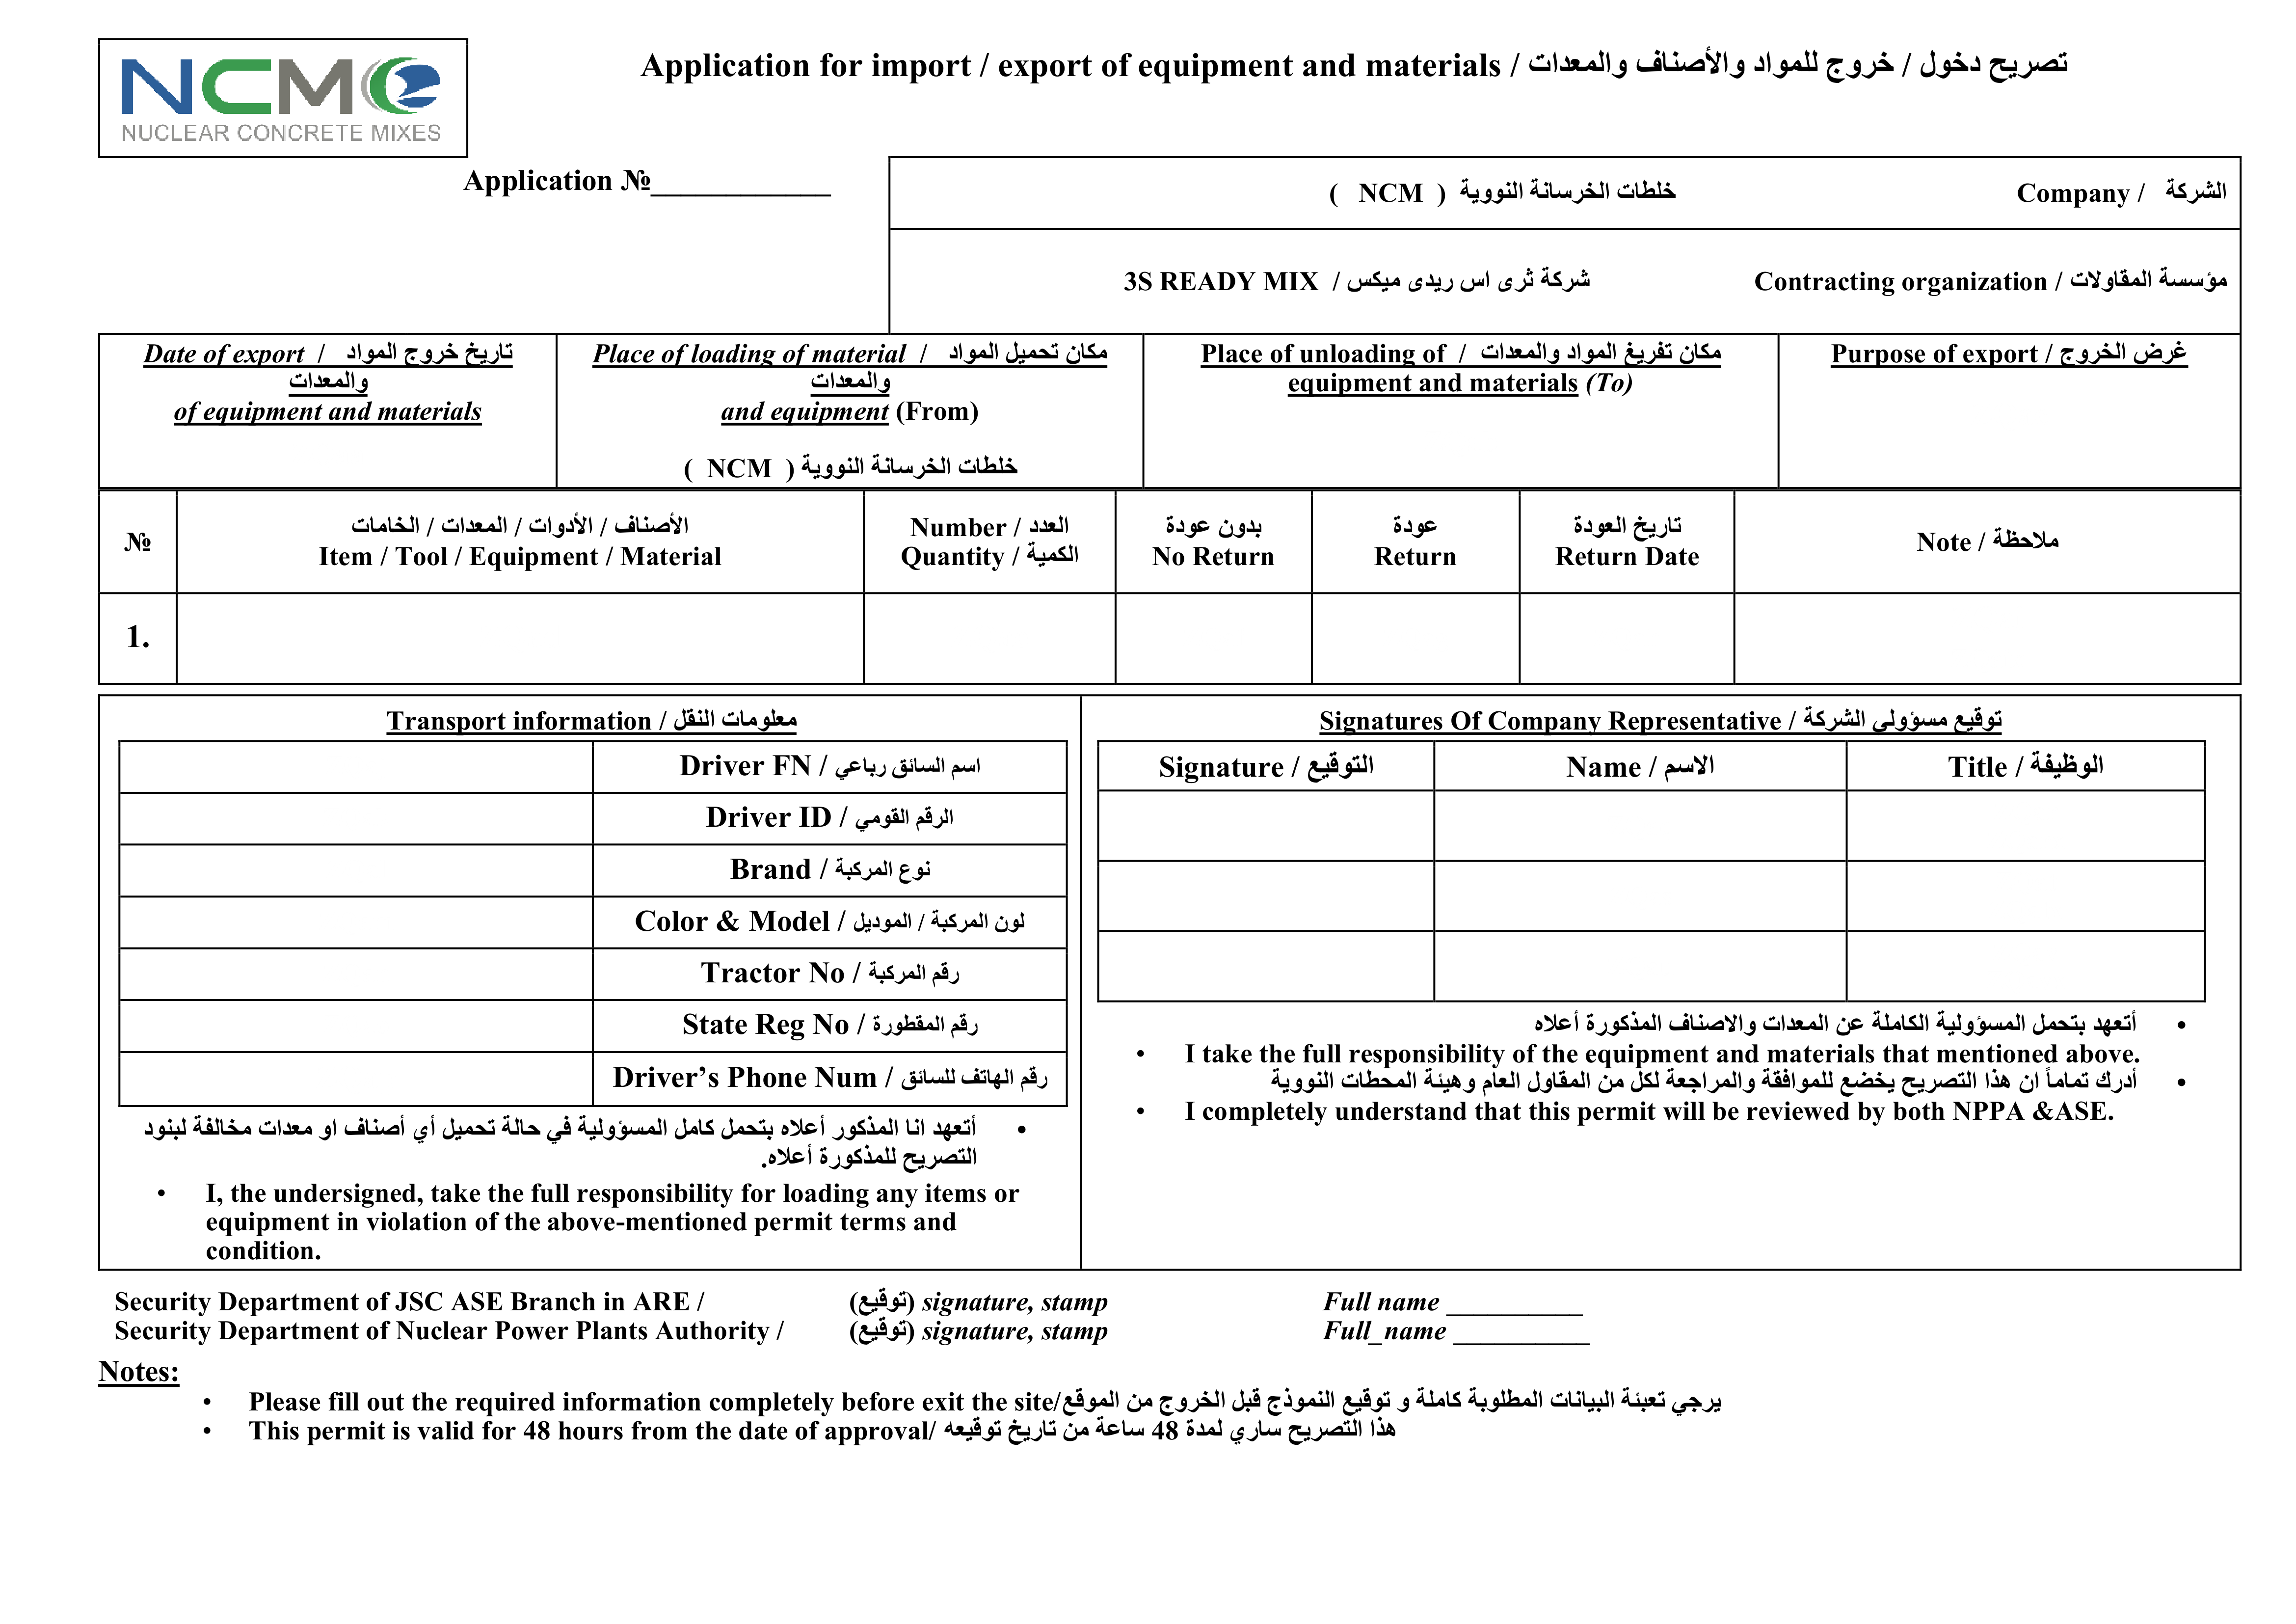 NCM
NUCLEAR CONCRETE MIXES
Application for import / export of equipment and materials / تصريح دخول / خروج للمواد والأصناف والمعدات
Application №____________
الشركة / Company
خلطات الخرسانة النووية ( NCM )
مؤسسة المقاولات / Contracting organization
شركة ثرى اس ريدى ميكس / 3S READY MIX
Date of export / تاريخ خروج المواد
والمعدات
of equipment and materials
Place of loading of material / مكان تحميل المواد
والمعدات
and equipment (From)
خلطات الخرسانة النووية ( NCM )
Place of unloading of / مكان تفريغ المواد والمعدات
equipment and materials (To)
Purpose of export / غرض الخروج
№
الأصناف / الأدوات / المعدات / الخامات
Item / Tool / Equipment / Material
Number / العدد
Quantity / الكمية
بدون عودة
No Return
عودة
Return
تاريخ العودة
Return Date
Note / ملاحظة
1.
Transport information / معلومات النقل
Driver FN / اسم السائق رباعي
Driver ID / الرقم القومي
Brand / نوع المركبة
Color & Model / لون المركبة / الموديل
Tractor No / رقم المركبة
State Reg No / رقم المقطورة
Driver’s Phone Num / رقم الهاتف للسائق
• أتعهد انا المذكور أعلاه بتحمل كامل المسؤولية في حالة تحميل أي أصناف او معدات مخالفة لبنود
التصريح للمذكورة أعلاه.
• I, the undersigned, take the full responsibility for loading any items or
equipment in violation of the above-mentioned permit terms and
condition.
Signatures Of Company Representative / توقيع مسؤولي الشركة
Signature / التوقيع
Name / الاسم
Title / الوظيفة
• أتعهد بتحمل المسؤولية الكاملة عن المعدات والاصناف المذكورة أعلاه
• I take the full responsibility of the equipment and materials that mentioned above.
• أدرك تماماً ان هذا التصريح يخضع للموافقة والمراجعة لكل من المقاول العام وهيئة المحطات النووية
• I completely understand that this permit will be reviewed by both NPPA &ASE.
Security Department of JSC ASE Branch in ARE / (توقيع) signature, stamp Full name __________
Security Department of Nuclear Power Plants Authority / (توقيع) signature, stamp Full_name __________
Notes:
• Please fill out the required information completely before exit the site/يرجي تعبئة البيانات المطلوبة كاملة و توقيع النموذج قبل الخروج من الموقع
• This permit is valid for 48 hours from the date of approval/ هذا التصريح ساري لمدة 48 ساعة من تاريخ توقيعه